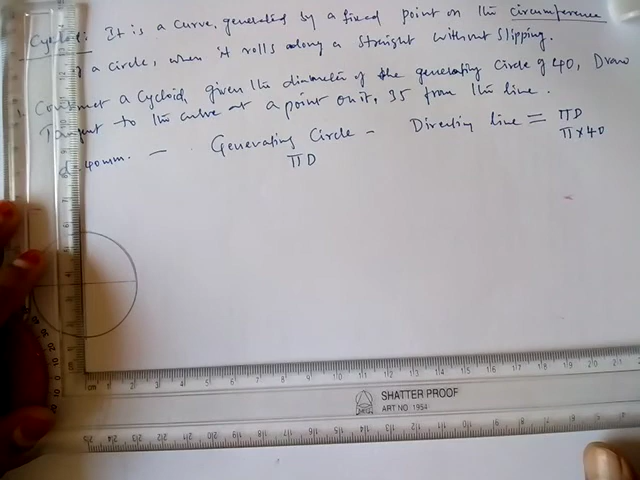 Cycloid: It is a curve, generated by a fixed point on the circumference
of a circle, when it rolls along a straight without slipping.
Construct a cycloid, given the diameter of the generating circle of 40, Draw
Tangent to the curve at a point on it, 35 from the line.
d = 40mm. — Generating Circle – Directing line = πD
πD π × 40
SHATTER PROOF
ART NO 1954